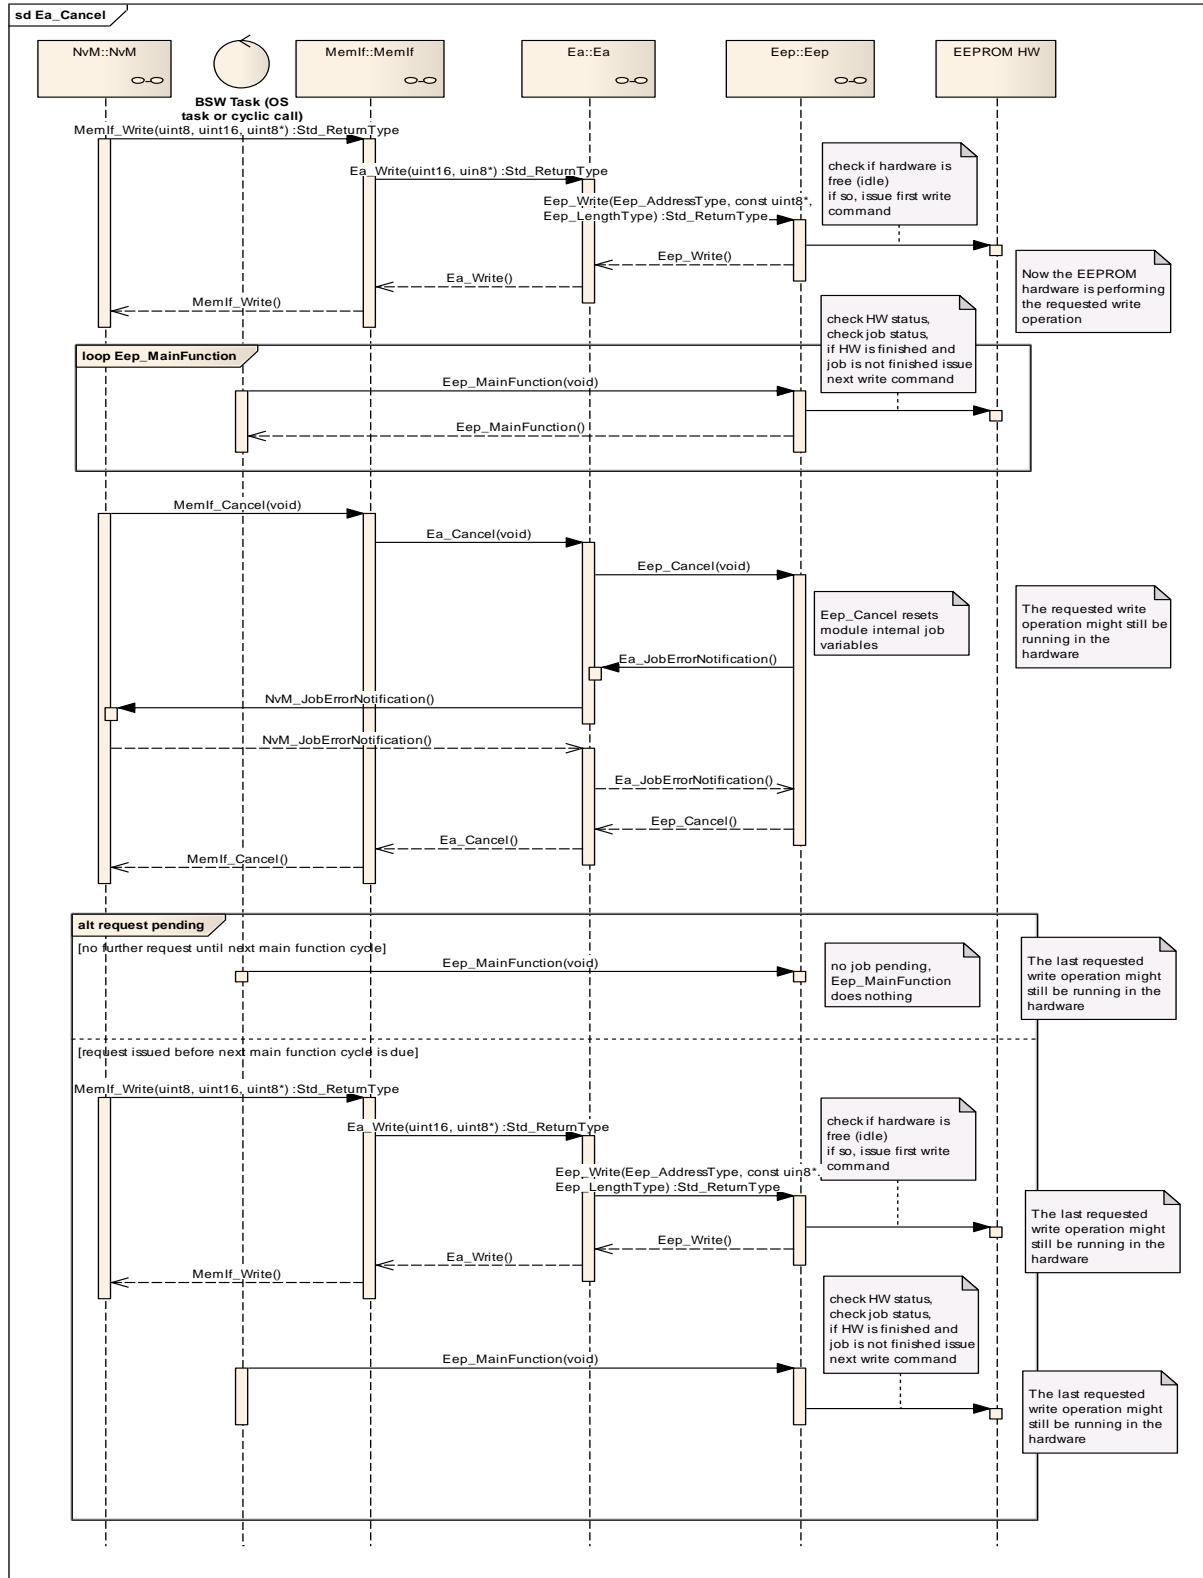 sd Ea_Cancel
NvM::NvM
MemIf::MemIf
Ea::Ea
Eep::Eep
EEPROM HW
BSW Task (OS
task or cyclic call)
MemIf_Write(uint8, uint16, uint8*) :Std_ReturnType
Ea_Write(uint16, uin8*) :Std_ReturnType
Eep_Write(Eep_AddressType, const uint8*,
Eep_LengthType) :Std_ReturnType
check if hardware is
free (idle)
if so, issue first write
command
Eep_Write()
Ea_Write()
MemIf_Write()
Now the EEPROM
hardware is performing
the requested write
operation
check HW status,
check job status,
if HW is finished and
job is not finished issue
next write command
loop Eep_MainFunction
Eep_MainFunction(void)
Eep_MainFunction()
MemIf_Cancel(void)
Ea_Cancel(void)
Eep_Cancel(void)
Eep_Cancel resets
module internal job
variables
The requested write
operation might still be
running in the
hardware
Ea_JobErrorNotification()
NvM_JobErrorNotification()
NvM_JobErrorNotification()
Ea_JobErrorNotification()
Eep_Cancel()
Ea_Cancel()
MemIf_Cancel()
alt request pending
[no further request until next main function cycle]
Eep_MainFunction(void)
no job pending,
Eep_MainFunction
does nothing
The last requested
write operation might
still be running in the
hardware
[request issued before next main function cycle is due]
MemIf_Write(uint8, uint16, uint8*) :Std_ReturnType
Ea_Write(uint16, uint8*) :Std_ReturnType
Eep_Write(Eep_AddressType, const uin8*,
Eep_LengthType) :Std_ReturnType
check if hardware is
free (idle)
if so, issue first write
command
The last requested
write operation might
still be running in the
hardware
Eep_Write()
Ea_Write()
MemIf_Write()
check HW status,
check job status,
if HW is finished and
job is not finished issue
next write command
Eep_MainFunction(void)
The last requested
write operation might
still be running in the
hardware